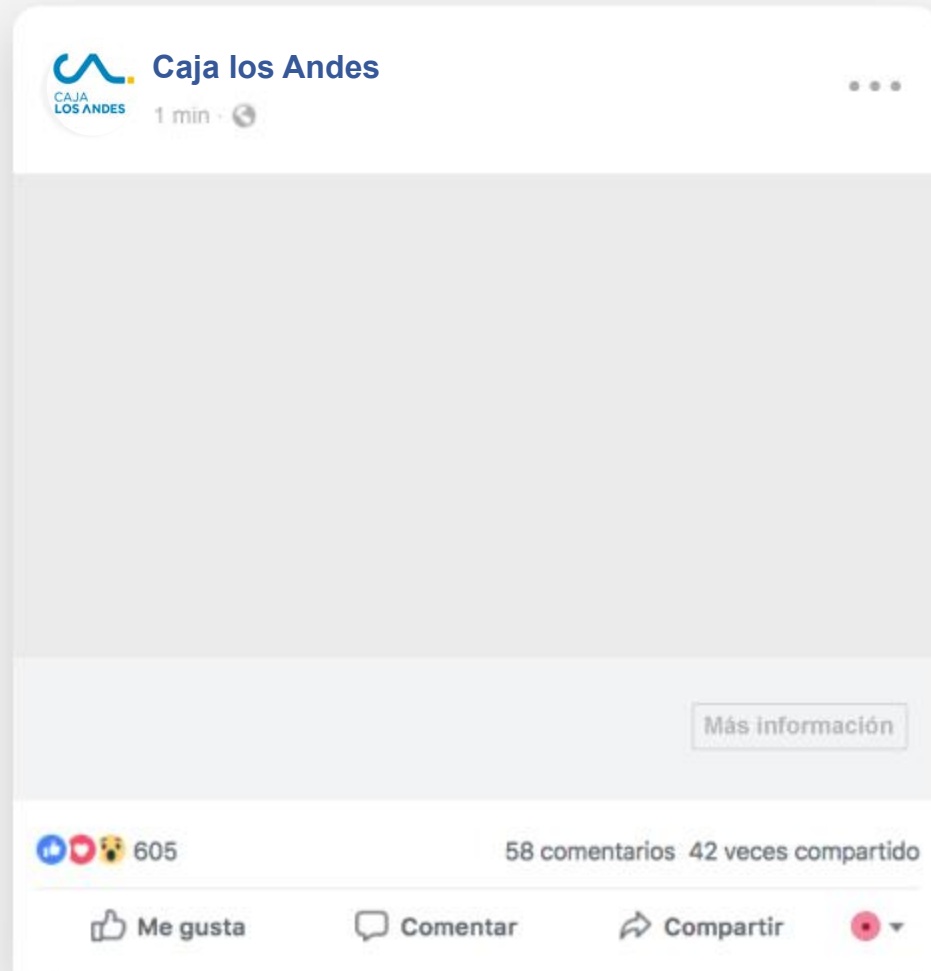 Caja los Andes
CAJA
LOS ANDES
1 min ·
Más información
605
58 comentarios 42 veces compartido
Me gusta
Comentar
Compartir